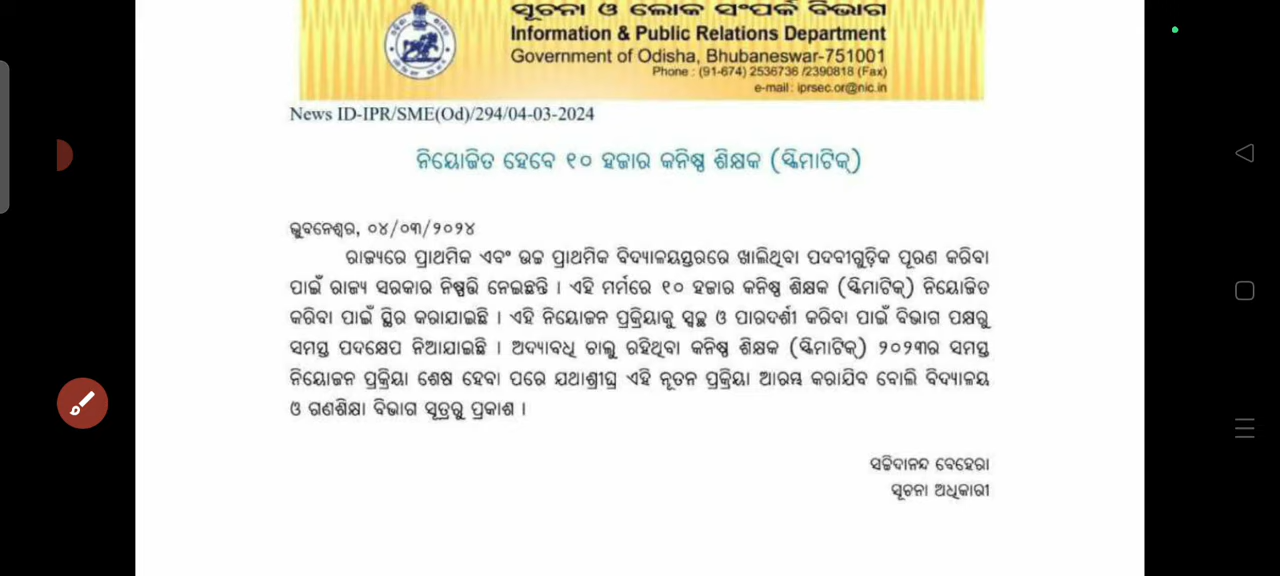 ସୂଚନା ଓ ଲୋକ ସଂପର୍କ ବିଭାଗ
Information & Public Relations Department
Government of Odisha, Bhubaneswar-751001
Phone : (91-674) 2536736 /2390818 (Fax)
e-mail : iprsec.or@nic.in
News ID-IPR/SME(Od)/294/04-03-2024
ନିୟୋଜିତ ହେବେ ୧୦ ହଜାର କନିଷ୍ଠ ଶିକ୍ଷକ (ସ୍କିମାଟିକ୍)
ଭୁବନେଶ୍ୱର, ୦୪/୦୩/୨୦୨୪
ରାଜ୍ୟରେ ପ୍ରାଥମିକ ଏବଂ ଉଚ୍ଚ ପ୍ରାଥମିକ ବିଦ୍ୟାଳୟସ୍ତରରେ ଖାଲିଥିବା ପଦବୀଗୁଡ଼ିକ ପୂରଣ କରିବା
ପାଇଁ ରାଜ୍ୟ ସରକାର ନିଷ୍ପତ୍ତି ନେଇଛନ୍ତି । ଏହି ମର୍ମରେ ୧୦ ହଜାର କନିଷ୍ଠ ଶିକ୍ଷକ (ସ୍କିମାଟିକ୍) ନିୟୋଜିତ
କରିବା ପାଇଁ ସ୍ଥିର କରାଯାଇଛି । ଏହି ନିୟୋଜନ ପ୍ରକ୍ରିୟାକୁ ସ୍ୱଚ୍ଛ ଓ ପାରଦର୍ଶୀ କରିବା ପାଇଁ ବିଭାଗ ପକ୍ଷରୁ
ସମସ୍ତ ପଦକ୍ଷେପ ନିଆଯାଇଛି । ଅଦ୍ୟାବଧି ଚାଲୁ ରହିଥିବା କନିଷ୍ଠ ଶିକ୍ଷକ (ସ୍କିମାଟିକ୍) ୨୦୨୩ର ସମସ୍ତ
ନିୟୋଜନ ପ୍ରକ୍ରିୟା ଶେଷ ହେବା ପରେ ଯଥାଶୀଘ୍ର ଏହି ନୂତନ ପ୍ରକ୍ରିୟା ଆରମ୍ଭ କରାଯିବ ବୋଲି ବିଦ୍ୟାଳୟ
ଓ ଗଣଶିକ୍ଷା ବିଭାଗ ସୂତ୍ରରୁ ପ୍ରକାଶ ।
ସଚ୍ଚିଦାନନ୍ଦ ବେହେରା
ସୂଚନା ଅଧିକାରୀ